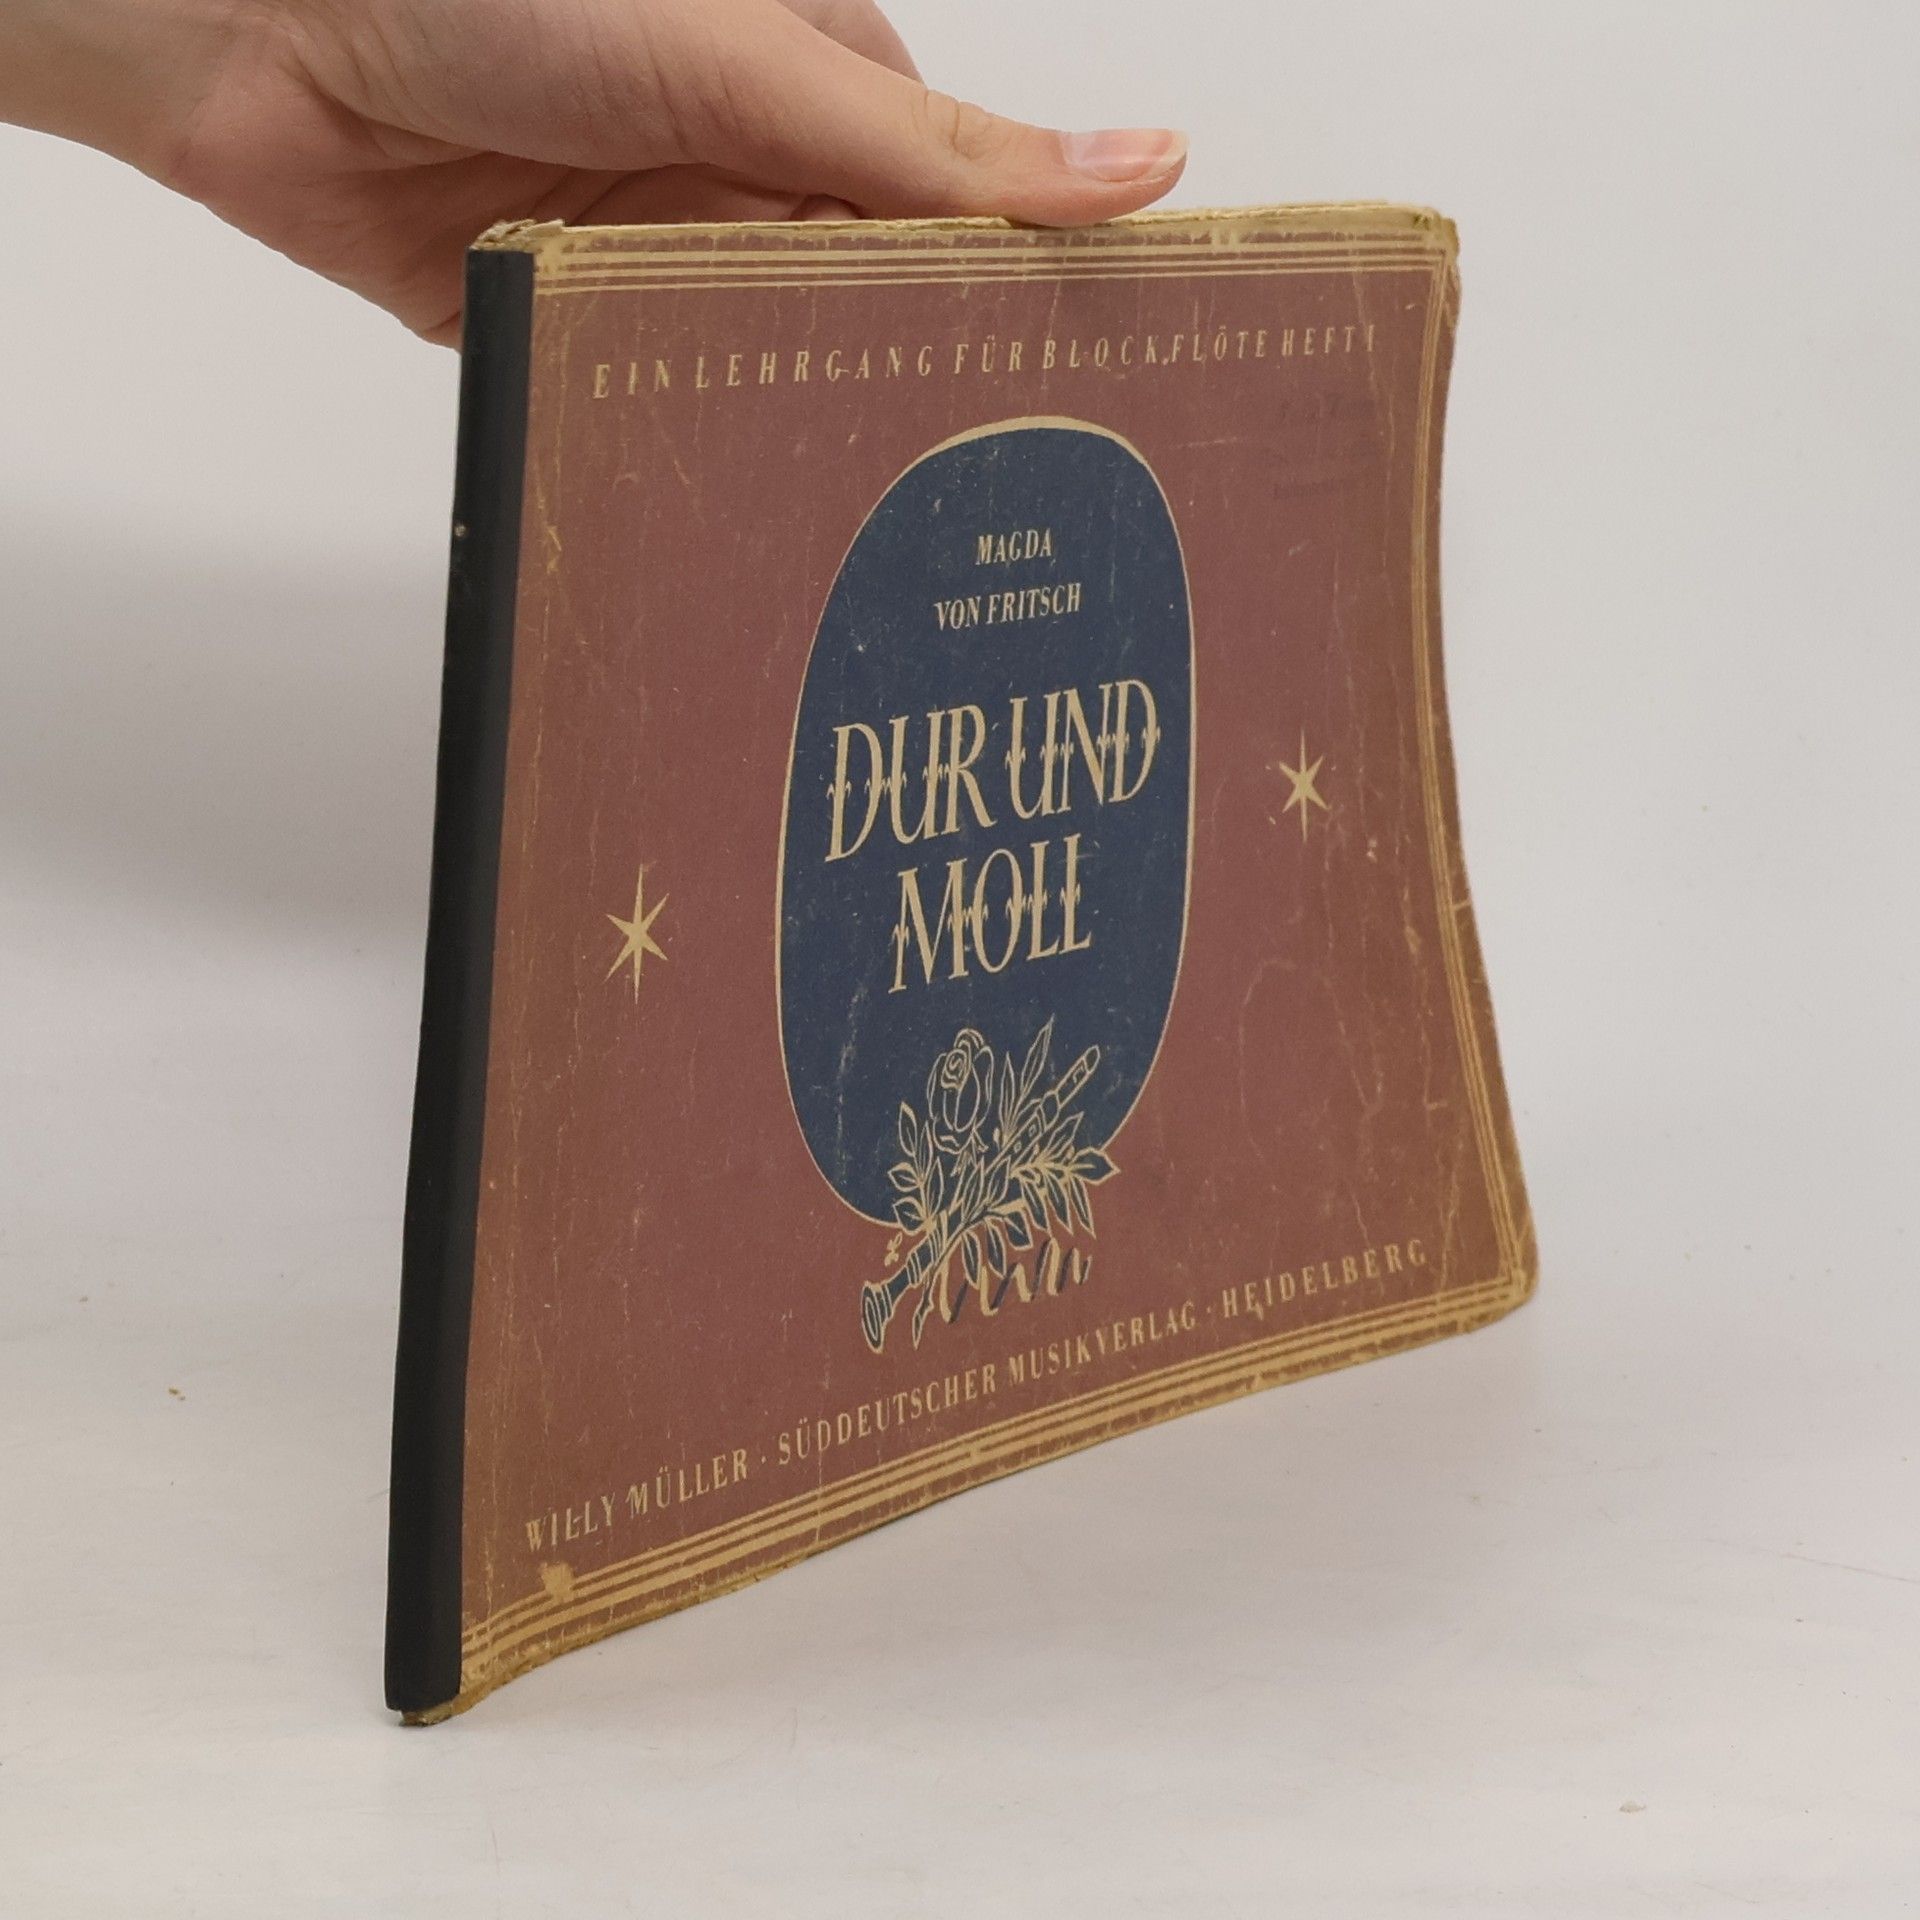 EIN LEHRGANG FÜR BLOCKFLÖTE HEFT I
MAGDA
VON FRITSCH
DUR UND
MOLL
WILLY MÜLLER · SÜDDEUTSCHER MUSIKVERLAG · HEIDELBERG